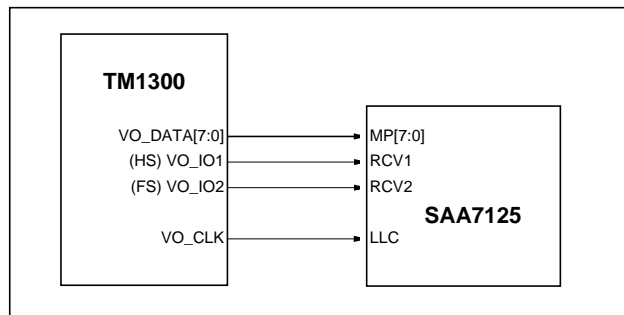 TM1300
VO_DATA[7:0]
MP[7:0]
(HS) VO_IO1
RCV1
(FS) VO_IO2
RCV2
SAA7125
VO_CLK
LLC